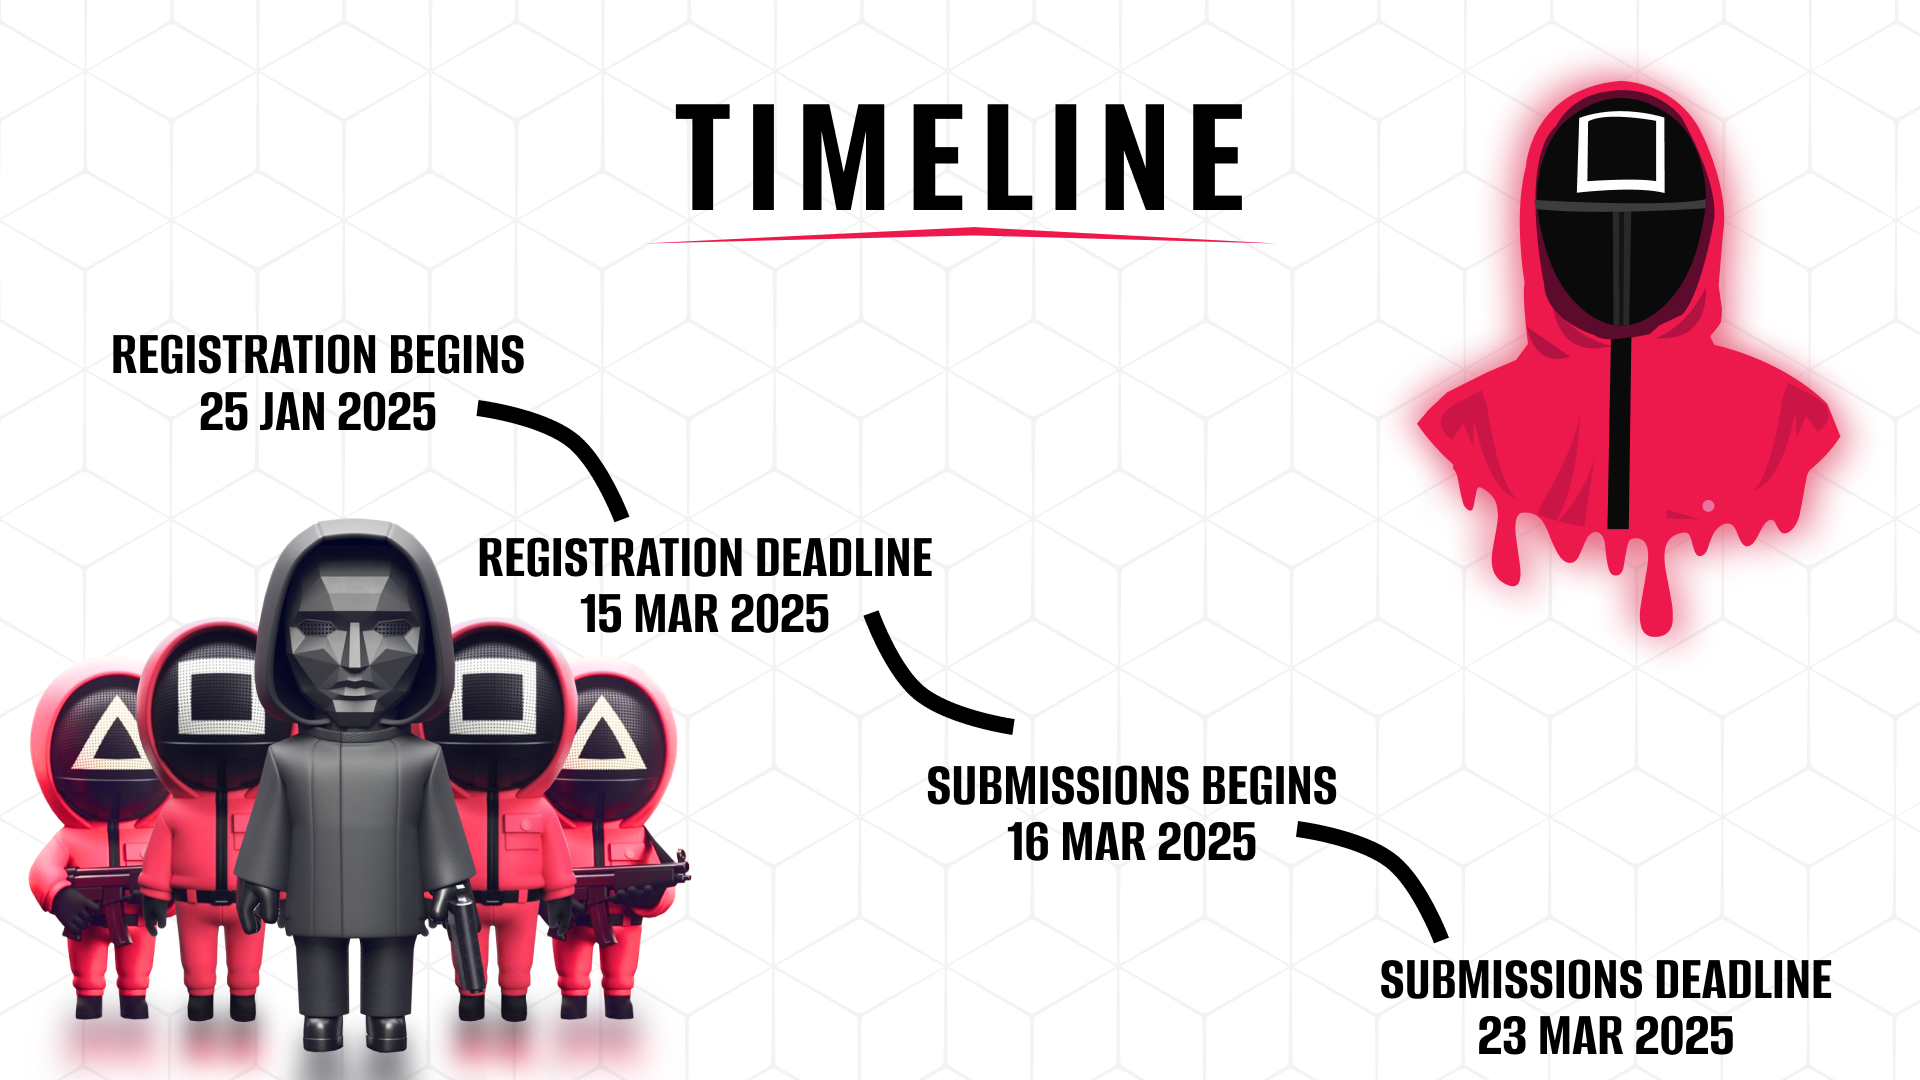 TIMELINE
REGISTRATION BEGINS
25 JAN 2025
REGISTRATION DEADLINE
15 MAR 2025
SUBMISSIONS BEGINS
16 MAR 2025
SUBMISSIONS DEADLINE
23 MAR 2025